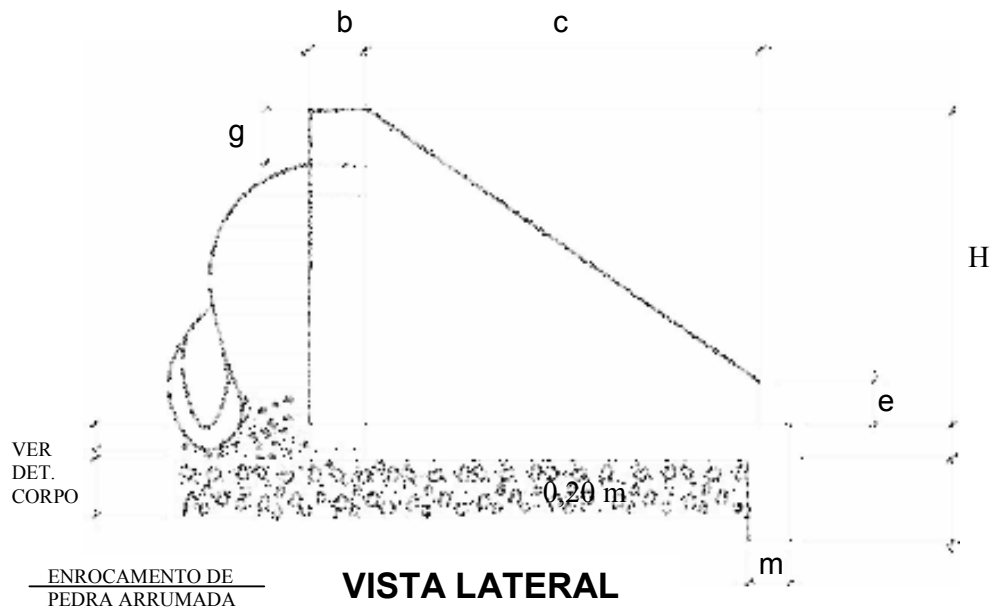 b
c
g
H
e
VER
DET.
CORPO
0,20 m
m
ENROCAMENTO DE
PEDRA ARRUMADA
VISTA LATERAL